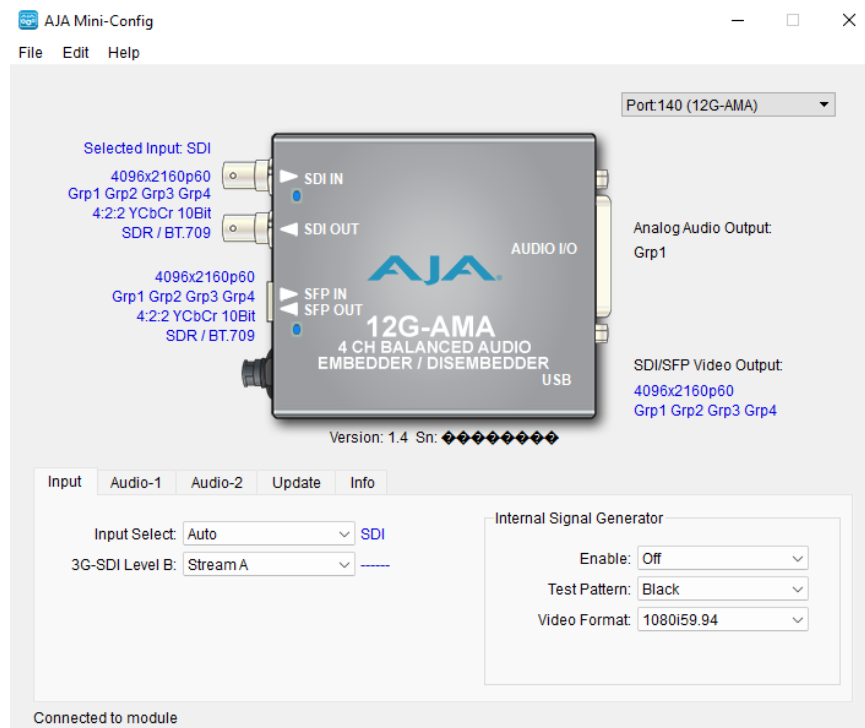 AJA Mini-Config
File Edit Help
Port:140 (12G-AMA)
Selected Input: SDI
4096x2160p60
Grp1 Grp2 Grp3 Grp4
4:2:2 YCbCr 10Bit
SDR / BT.709
4096x2160p60
Grp1 Grp2 Grp3 Grp4
4:2:2 YCbCr 10Bit
SDR / BT.709
SDI IN
SDI OUT
AUDIO I/O
AJA
SFP IN
SFP OUT
12G-AMA
4 CH BALANCED AUDIO
EMBEDDER / DISEMBEDDER
USB
Analog Audio Output:
Grp1
SDI/SFP Video Output:
4096x2160p60
Grp1 Grp2 Grp3 Grp4
Version: 1.4 Sn: ���������
Input Audio-1 Audio-2 Update Info
Input Select: Auto SDI
3G-SDI Level B: Stream A ------
Internal Signal Generator
Enable: Off
Test Pattern: Black
Video Format: 1080i59.94
Connected to module